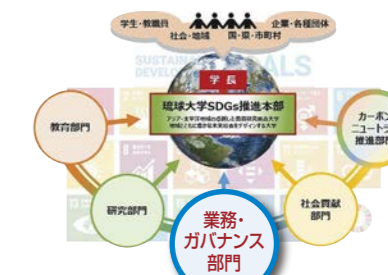 学生・教職員
企業・各種団体
社会・地域
国・県・市町村
SUSTAIN
DEVELO
ALS
学長
琉球大学SDGs推進本部
アジア・太平洋地域の卓越した教育研究拠点大学
地域とともに豊かな未来社会をデザインする大学
教育部門
カーボン
ニュートラル
推進部門
研究部門
社会貢献
部門
業務・
ガバナンス
部門